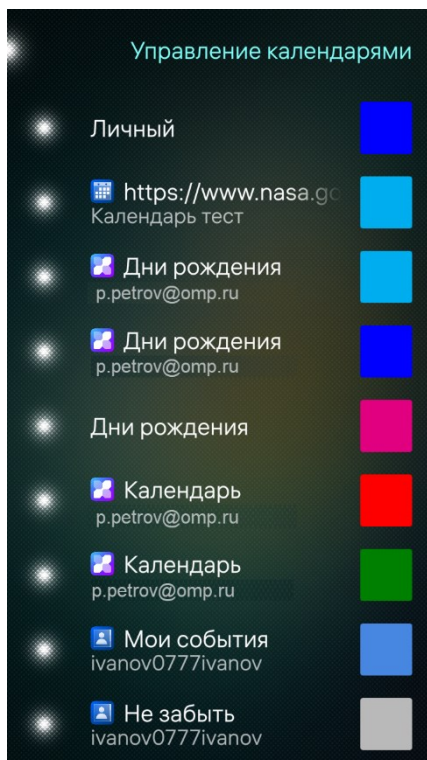 Управление календарями
Личный
https://www.nasa.go
Календарь тест
Дни рождения
p.petrov@omp.ru
Дни рождения
p.petrov@omp.ru
Дни рождения
Календарь
p.petrov@omp.ru
Календарь
p.petrov@omp.ru
Мои события
ivanov0777ivanov
Не забыть
ivanov0777ivanov